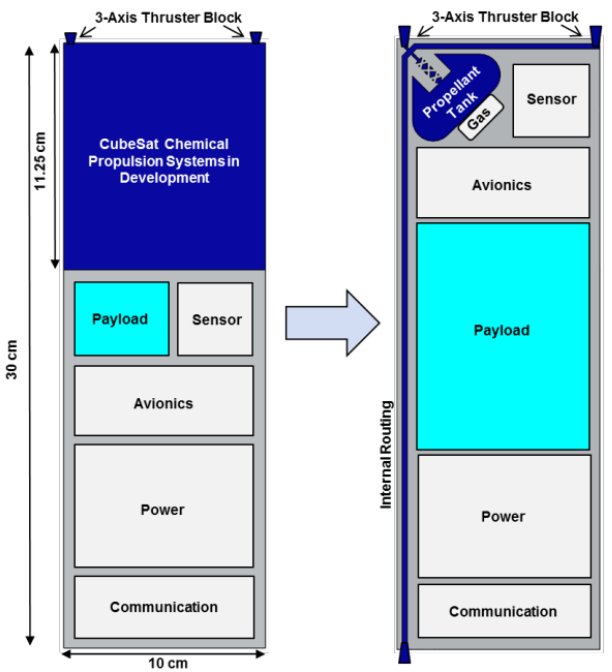 3-Axis Thruster Block
CubeSat Chemical
Propulsion Systems in
Development
11.25 cm
30 cm
Payload
Sensor
Avionics
Power
Communication
10 cm
3-Axis Thruster Block
Propellant
Tank
Gas
Sensor
Avionics
Payload
Internal Routing
Power
Communication